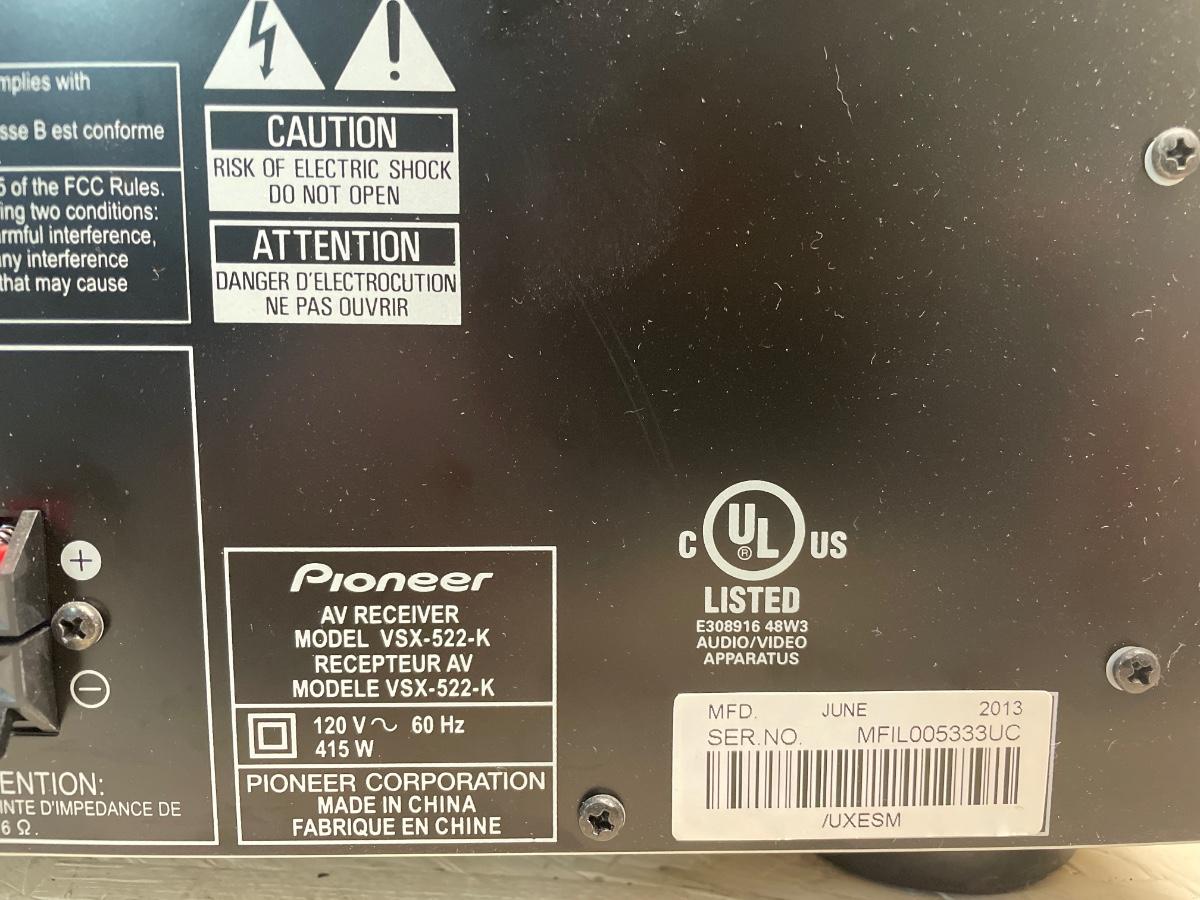 mplies with
sse B est conforme
5 of the FCC Rules.
ing two conditions:
rmful interference,
ny interference
that may cause
CAUTION
RISK OF ELECTRIC SHOCK
DO NOT OPEN
ATTENTION
DANGER D'ELECTROCUTION
NE PAS OUVRIR
+
−
ENTION:
INTE D'IMPEDANCE DE
6 Ω.
Pioneer
AV RECEIVER
MODEL VSX-522-K
RECEPTEUR AV
MODELE VSX-522-K
120 V ~ 60 Hz
415 W
PIONEER CORPORATION
MADE IN CHINA
FABRIQUE EN CHINE
C UL ® US
LISTED
E308916 48W3
AUDIO/VIDEO
APPARATUS
MFD. JUNE 2013
SER.NO. MFIL005333UC
/UXESM